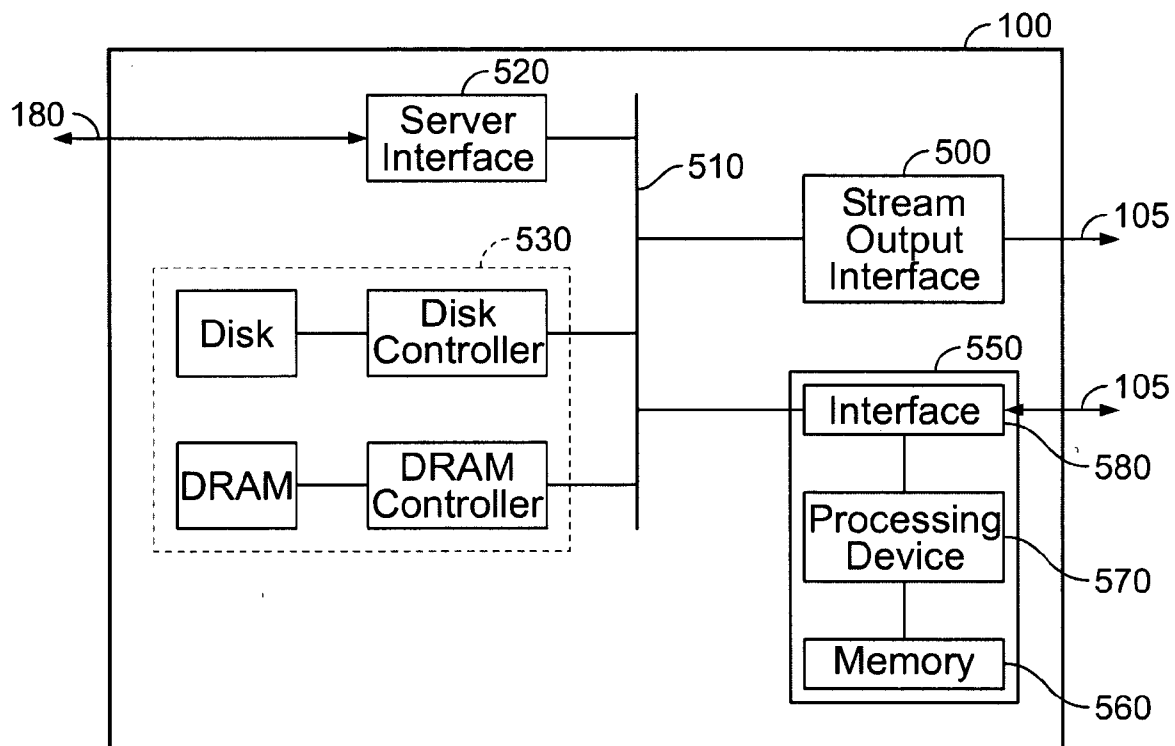 100
520
180
Server
Interface
510
500
Stream
Output
Interface
105
530
Disk
Disk
Controller
550
105
Interface
580
DRAM
DRAM
Controller
Processing
Device
570
Memory
560